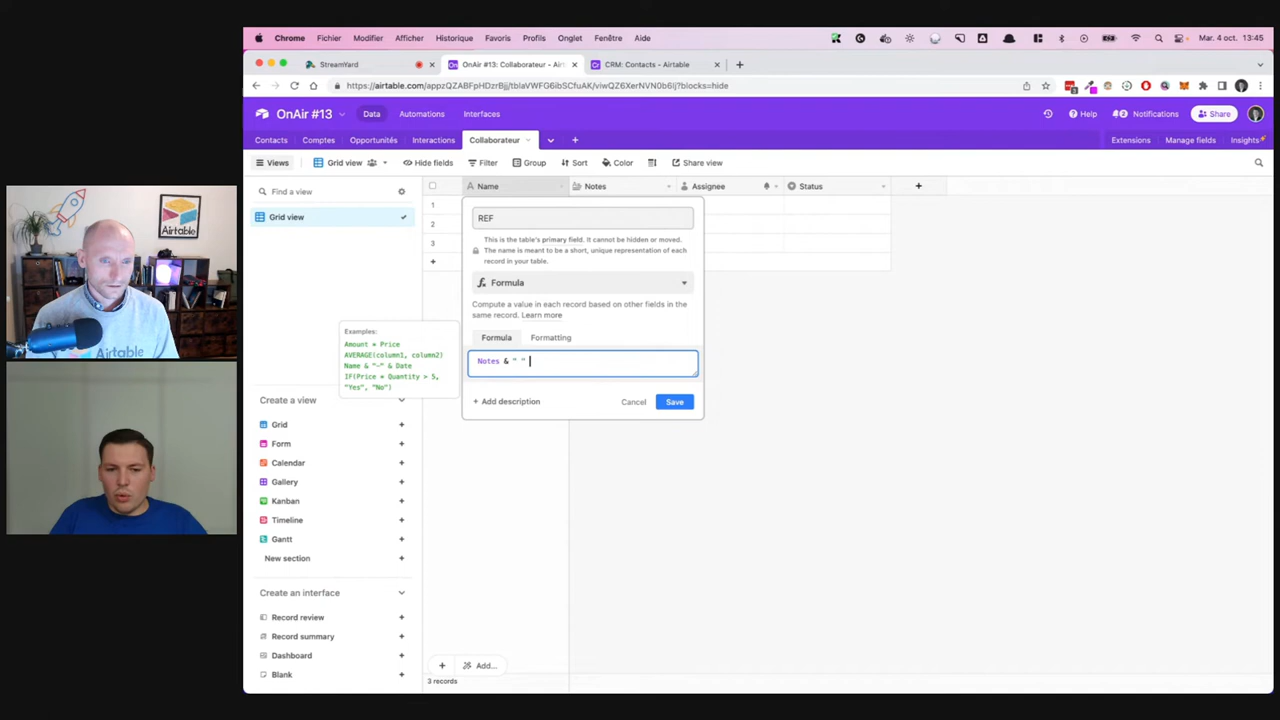 Chrome Fichier Modifier Afficher Historique Favoris Profils Onglet Fenêtre Aide Mar. 4 oct. 13:45
StreamYard OnAir #13: Collaborateur - Airt CRM: Contacts - Airtable
https://airtable.com/appzQZABFpHDzrBjj/tblaVWFG6ibSCfuAK/viwQZ6XerNVN0b6lj?blocks=hide
OnAir #13 Data Automations Interfaces Help Notifications Share
Contacts Comptes Opportunités Interactions Collaborateur Extensions Manage fields Insights
Views Grid view Hide fields Filter Group Sort Color Share view
Find a view
Grid view
Name Notes Assignee Status
1
2
3
REF
This is the table's primary field. It cannot be hidden or moved.
The name is meant to be a short, unique representation of each
record in your table.
Formula
Compute a value in each record based on other fields in the
same record. Learn more
Formula Formatting
Notes & " "
Add description Cancel Save
Examples:
Amount * Price
AVERAGE(column1, column2)
Name & "-" & Date
IF(Price * Quantity > 5,
"Yes", "No")
Create a view
Grid
Form
Calendar
Gallery
Kanban
Timeline
Gantt
New section
Create an interface
Record review
Record summary
Dashboard
Blank
Add...
3 records
Airtable